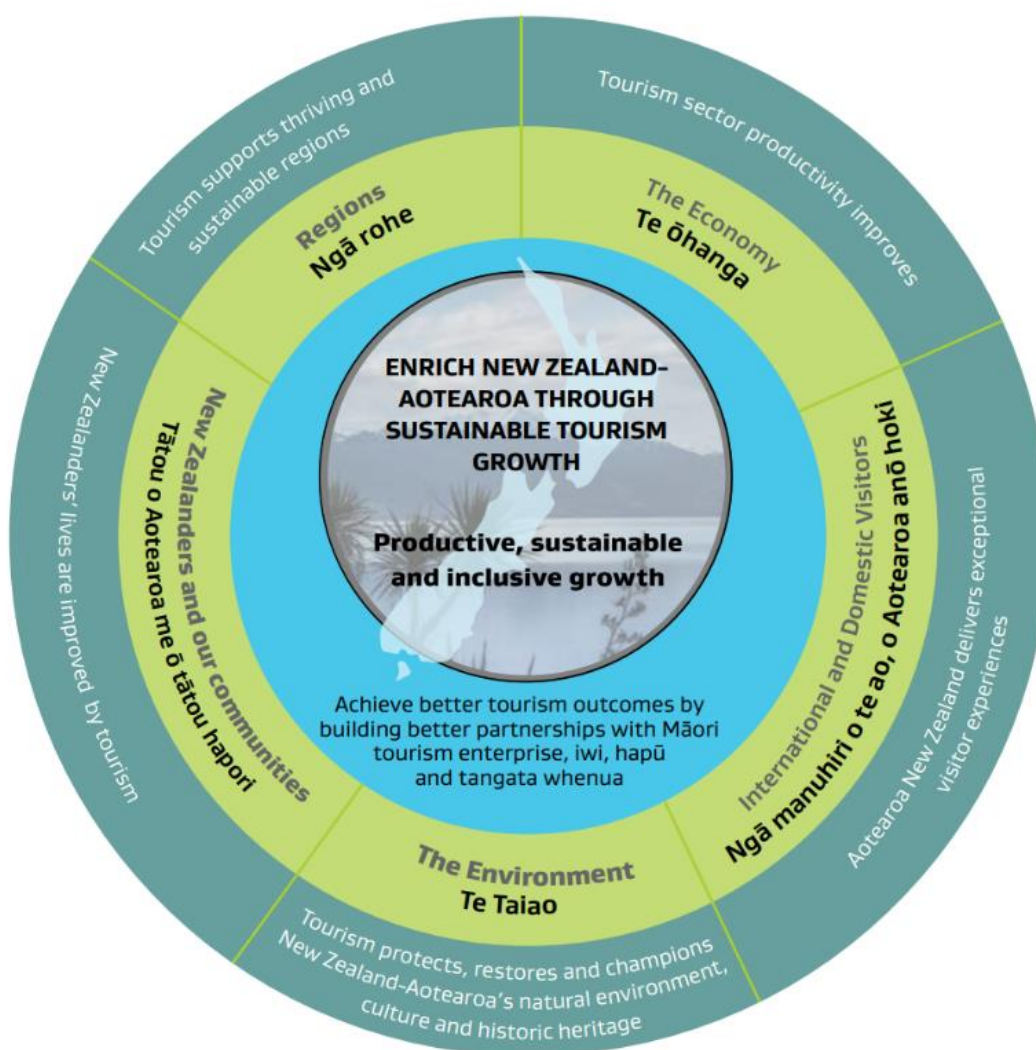 Tourism supports thriving and
sustainable regions
Regions
Ngā rohe
Tourism sector productivity improves
The Economy
Te ōhanga
ENRICH NEW ZEALAND–
AOTEAROA THROUGH
SUSTAINABLE TOURISM
GROWTH
Productive, sustainable
and inclusive growth
Achieve better tourism outcomes by
building better partnerships with Māori
tourism enterprise, iwi, hapū
and tangata whenua
International and Domestic Visitors
Ngā manuhiri o te ao, o Aotearoa anō hoki
Aotearoa New Zealand delivers exceptional
visitor experiences
The Environment
Te Taiao
Tourism protects, restores and champions
New Zealand–Aotearoa's natural environment,
culture and historic heritage
New Zealanders and our communities
Tātou o Aotearoa me ō tātou hapori
New Zealanders' lives are improved by tourism